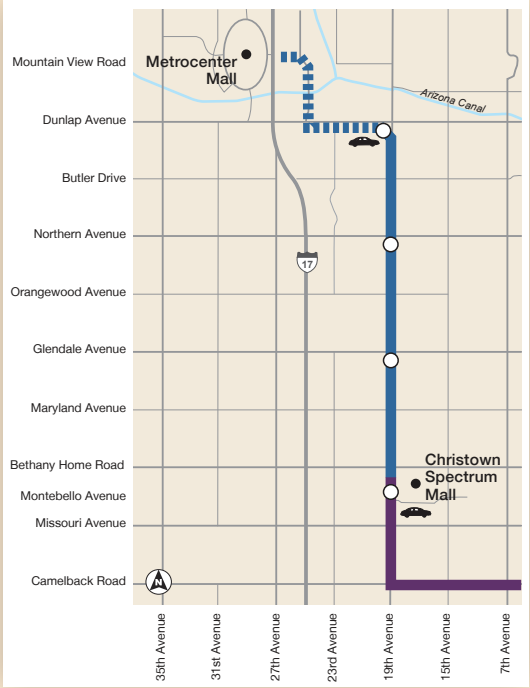 Mountain View Road
Metrocenter
Mall
Arizona Canal
Dunlap Avenue
Butler Drive
Northern Avenue
17
Orangewood Avenue
Glendale Avenue
Maryland Avenue
Bethany Home Road
Christown
Spectrum
Mall
Montebello Avenue
Missouri Avenue
Camelback Road
N
35th Avenue
31st Avenue
27th Avenue
23rd Avenue
19th Avenue
15th Avenue
7th Avenue